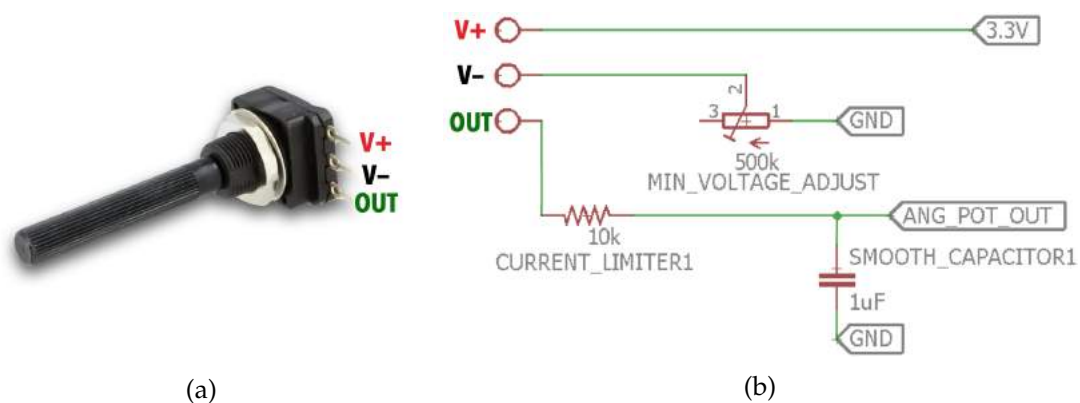 V+
V-
OUT
(a)
V+
3.3V
V-
2
3
1
GND
OUT
500k
MIN_VOLTAGE_ADJUST
ANG_POT_OUT
10k
CURRENT_LIMITER1
SMOOTH_CAPACITOR1
1uF
GND
(b)